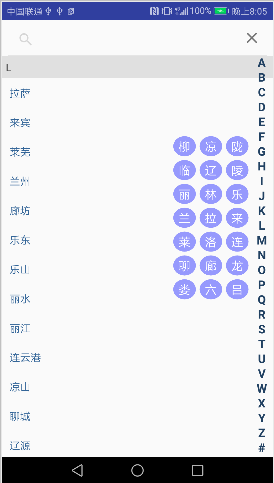 中国联通 100% 晚上8:05
L
拉萨
来宾
莱芜
兰州
廊坊
乐东
乐山
丽水
丽江
连云港
凉山
聊城
辽源
柳 凉 陇
临 辽 陵
丽 林 乐
兰 拉 来
莱 洛 连
聊 廊 龙
娄 六 吕
A
B
C
D
E
F
G
H
I
J
K
L
M
N
O
P
Q
R
S
T
U
V
W
X
Y
Z
#